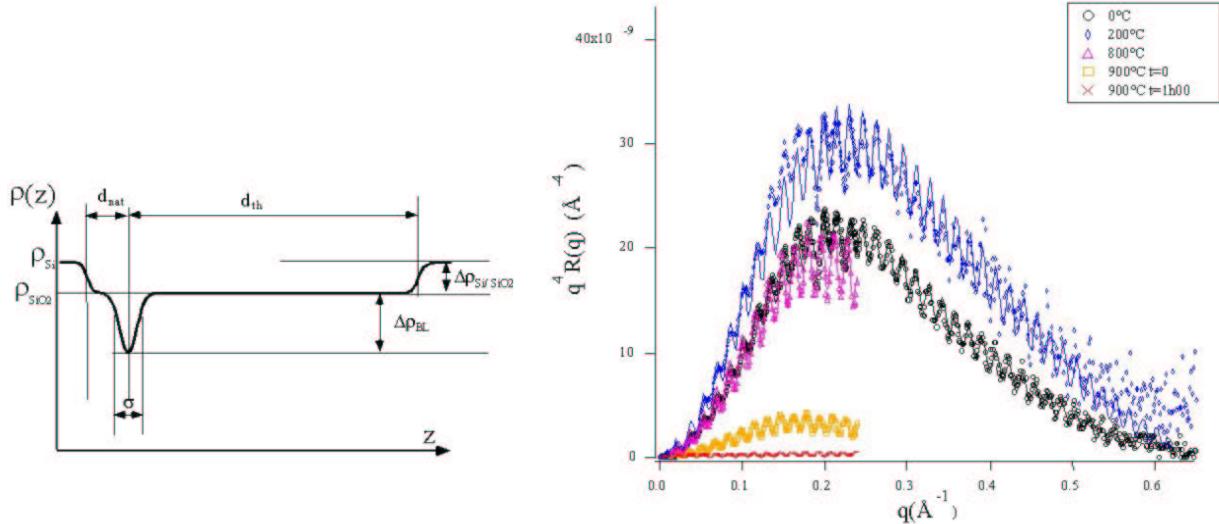 ρ(z)
d_nat
d_th
ρ_Si
ρ_SiO2
Δρ_Si/SiO2
Δρ_BL
σ
z
40x10^-9
30
20
10
0
q^4 R(q) (Å^-4)
0.0 0.1 0.2 0.3 0.4 0.5 0.6
q(Å^-1)
0°C
200°C
800°C
900°C t=0
900°C t=1h00